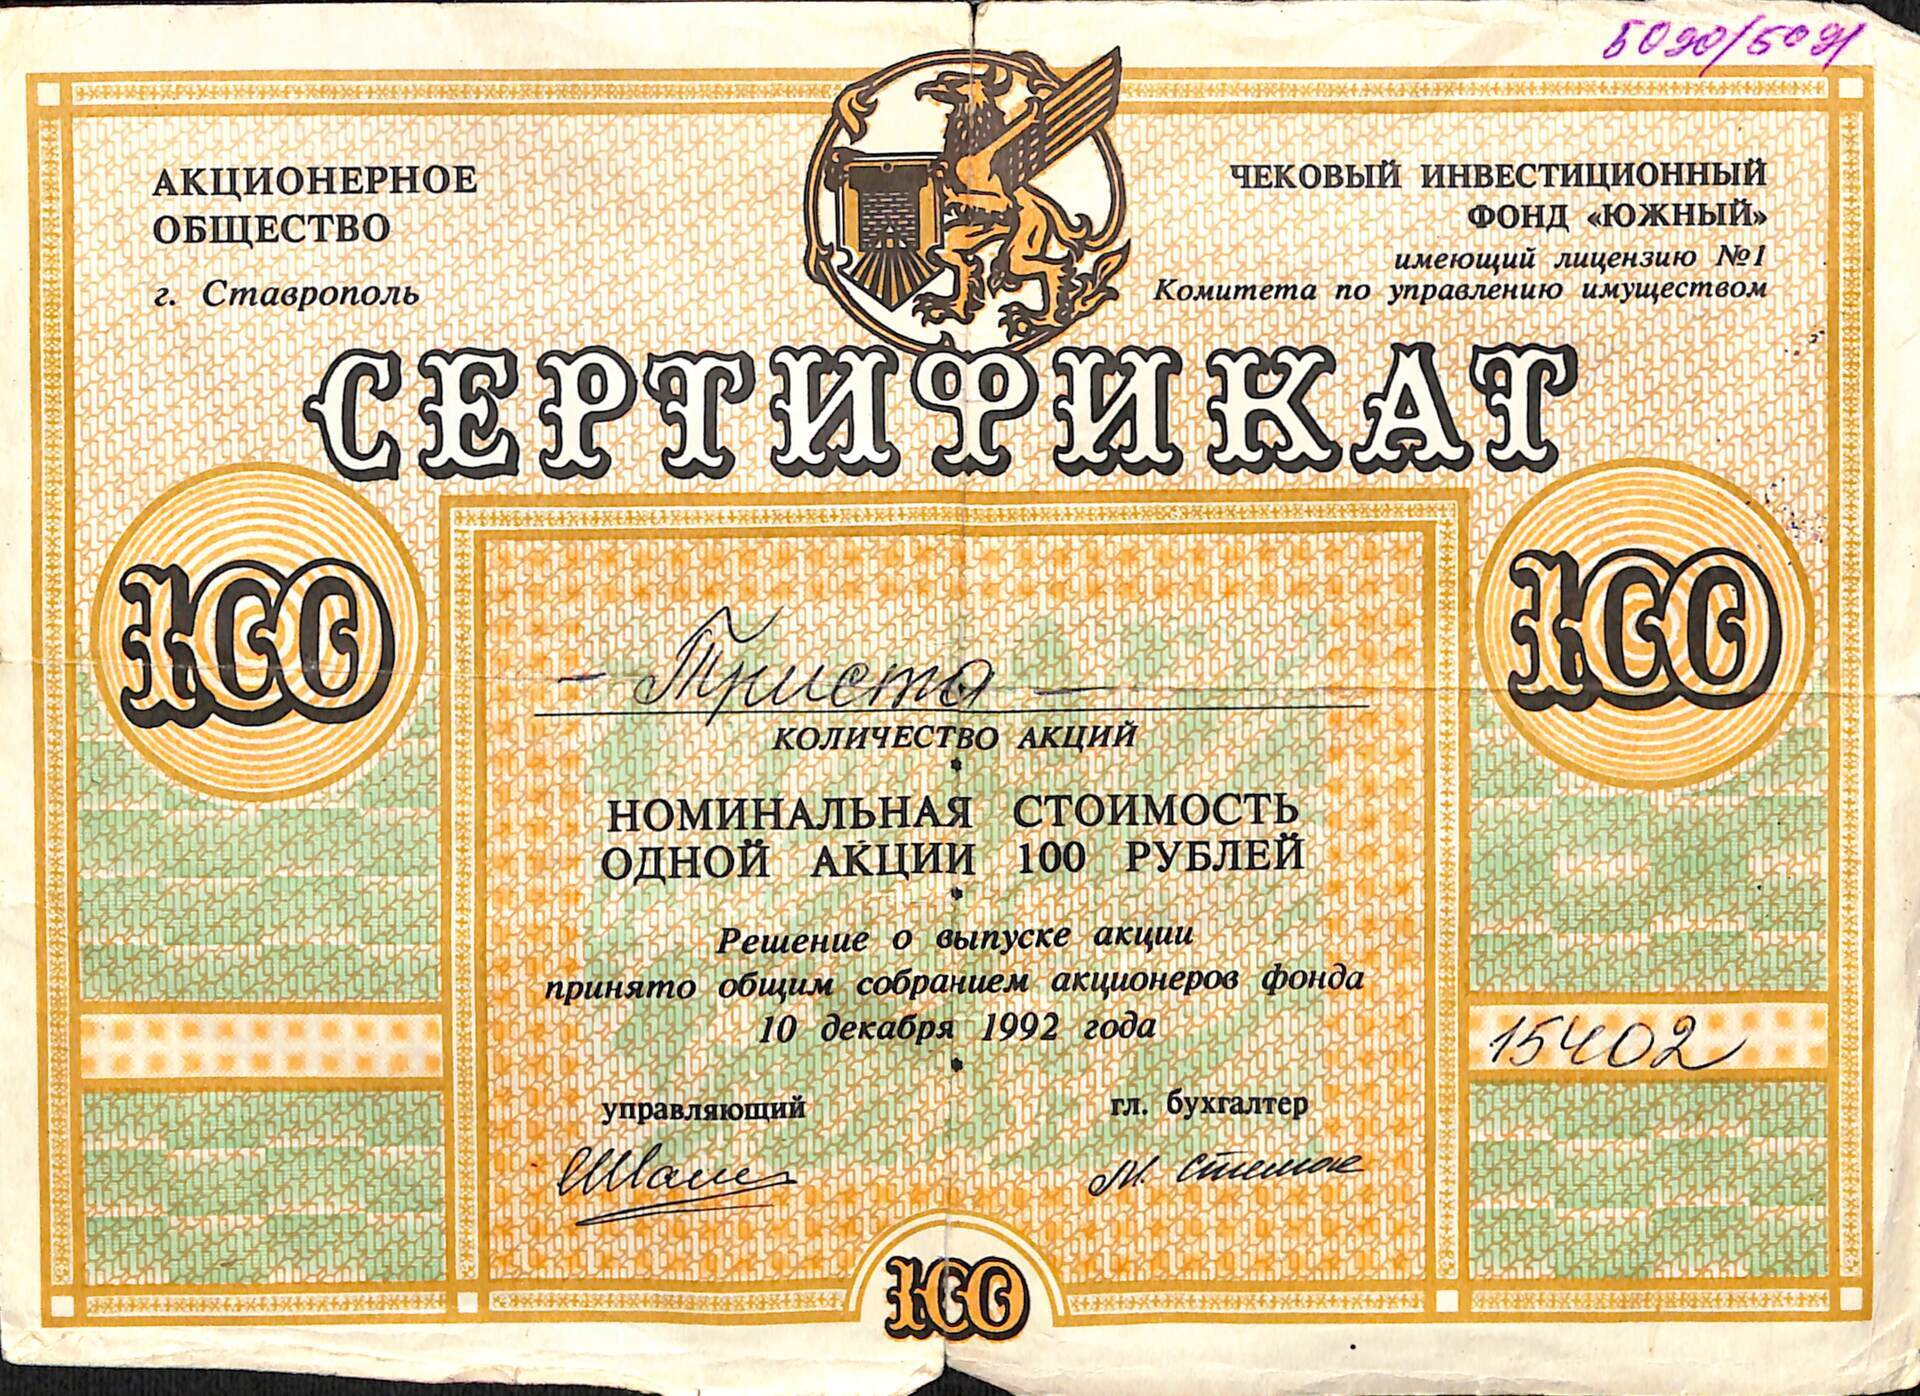 5090/5091
АКЦИОНЕРНОЕ
ОБЩЕСТВО
г. Ставрополь
ЧЕКОВЫЙ ИНВЕСТИЦИОННЫЙ
ФОНД «ЮЖНЫЙ»
имеющий лицензию №1
Комитета по управлению имуществом
СЕРТИФИКАТ
100
100
- Триста -
КОЛИЧЕСТВО АКЦИЙ
НОМИНАЛЬНАЯ СТОИМОСТЬ
ОДНОЙ АКЦИИ 100 РУБЛЕЙ
Решение о выпуске акции
принято общим собранием акционеров фонда
10 декабря 1992 года
15402
управляющий
гл. бухгалтер
100